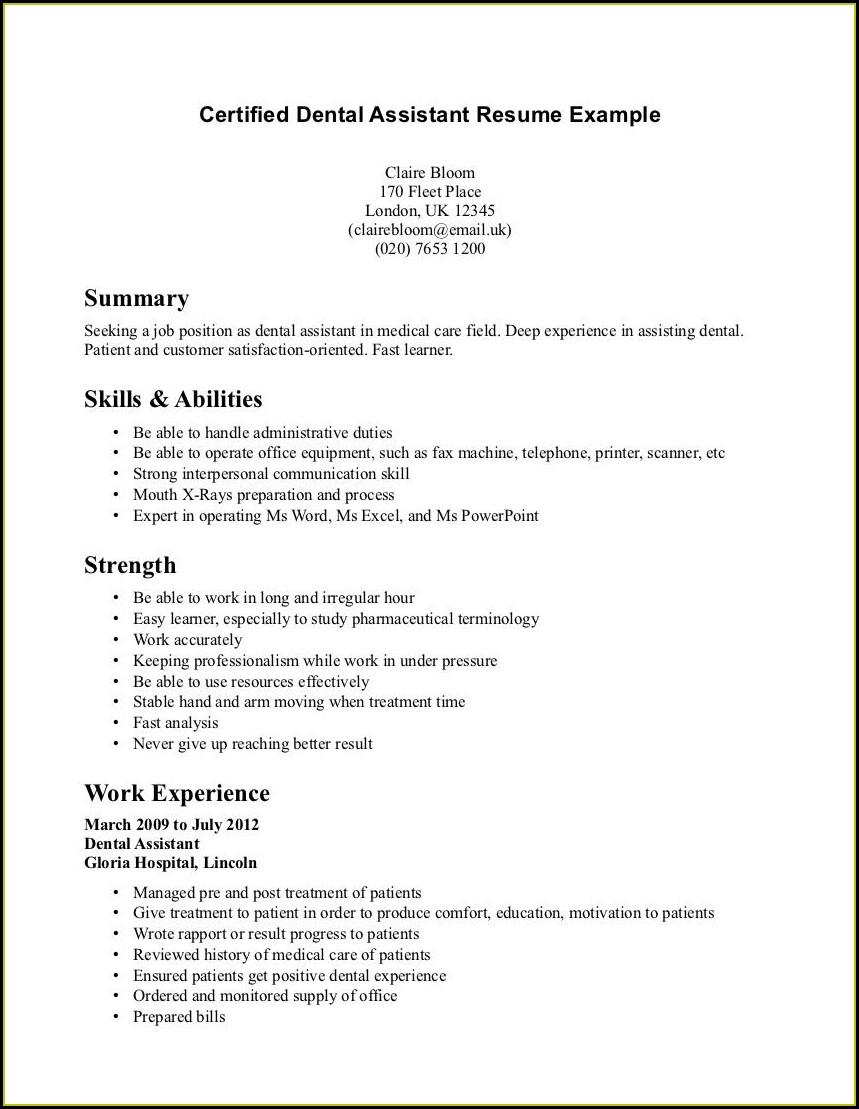 Certified Dental Assistant Resume Example
Claire Bloom
170 Fleet Place
London, UK 12345
(clairebloom@email.uk)
(020) 7653 1200
Summary
Seeking a job position as dental assistant in medical care field. Deep experience in assisting dental.
Patient and customer satisfaction-oriented. Fast learner.
Skills & Abilities
• Be able to handle administrative duties
• Be able to operate office equipment, such as fax machine, telephone, printer, scanner, etc
• Strong interpersonal communication skill
• Mouth X-Rays preparation and process
• Expert in operating Ms Word, Ms Excel, and Ms PowerPoint
Strength
• Be able to work in long and irregular hour
• Easy learner, especially to study pharmaceutical terminology
• Work accurately
• Keeping professionalism while work in under pressure
• Be able to use resources effectively
• Stable hand and arm moving when treatment time
• Fast analysis
• Never give up reaching better result
Work Experience
March 2009 to July 2012
Dental Assistant
Gloria Hospital, Lincoln
• Managed pre and post treatment of patients
• Give treatment to patient in order to produce comfort, education, motivation to patients
• Wrote rapport or result progress to patients
• Reviewed history of medical care of patients
• Ensured patients get positive dental experience
• Ordered and monitored supply of office
• Prepared bills